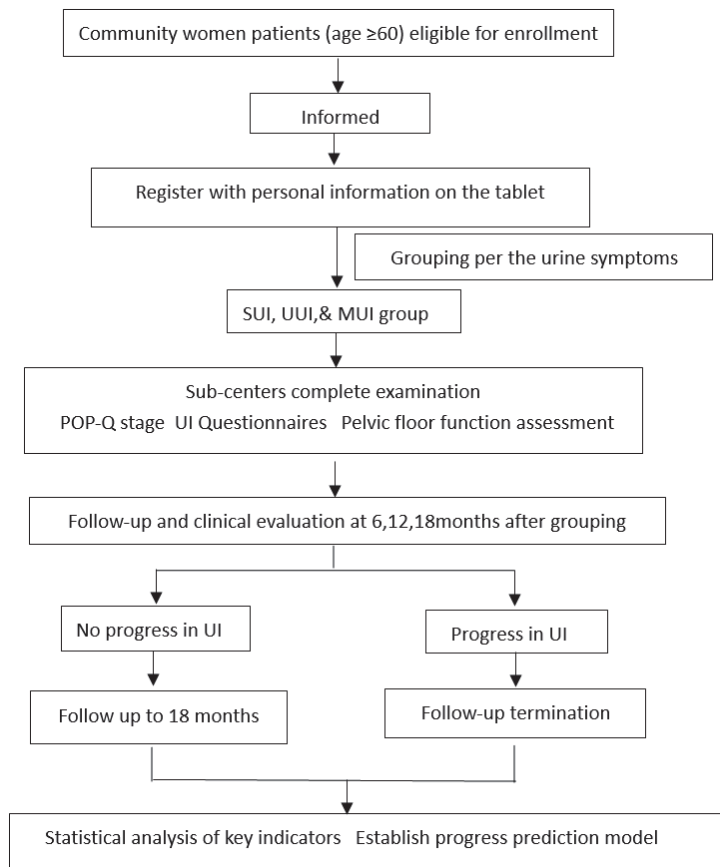 Community women patients (age ≥60) eligible for enrollment
Informed
Register with personal information on the tablet
Grouping per the urine symptoms
SUI, UUI,& MUI group
Sub-centers complete examination
POP-Q stage UI Questionnaires Pelvic floor function assessment
Follow-up and clinical evaluation at 6,12,18months after grouping
No progress in UI
Progress in UI
Follow up to 18 months
Follow-up termination
Statistical analysis of key indicators Establish progress prediction model